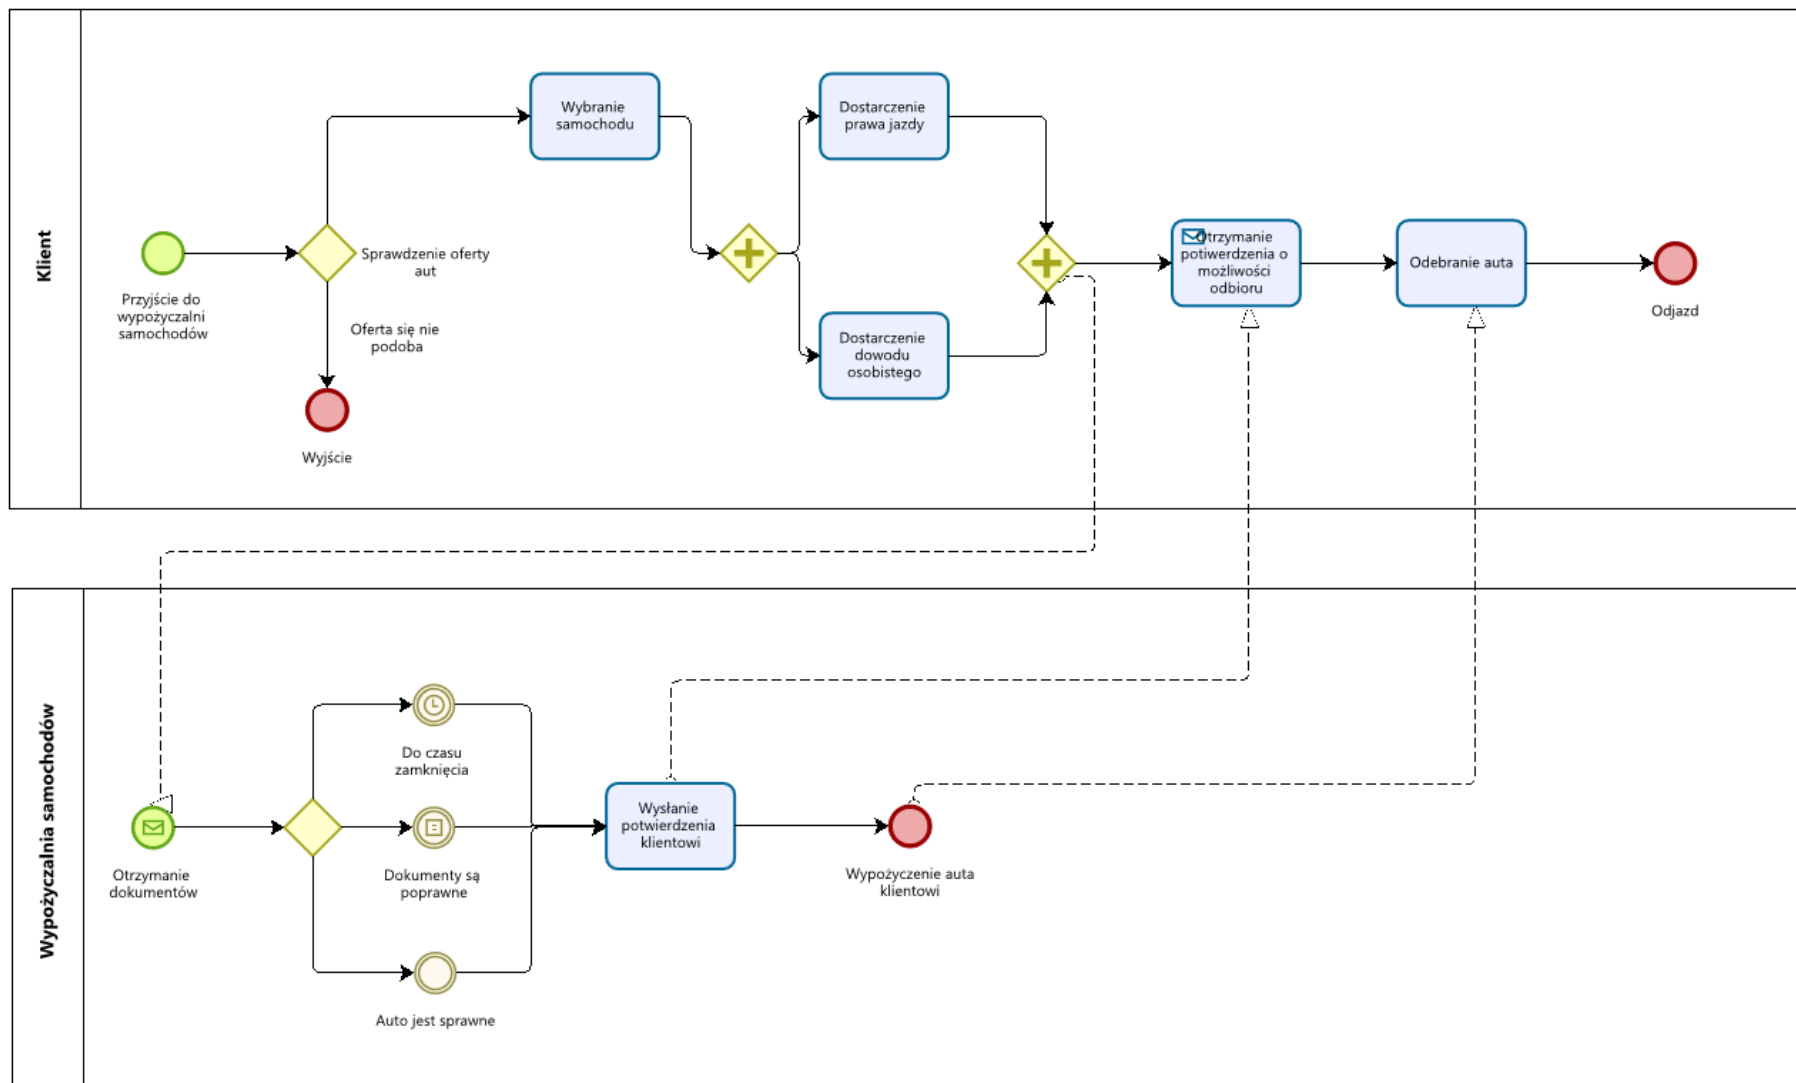 Klient
Wybranie
samochodu
Dostarczenie
prawa jazdy
Sprawdzenie oferty
aut
Przyjście do
wypożyczalni
samochodów
Oferta się nie
podoba
Wyjście
Dostarczenie
dowodu
osobistego
Otrzymanie
potiwerdzenia o
możliwości
odbioru
Odebranie auta
Odjazd
Wypożyczalnia samochodów
Otrzymanie
dokumentów
Do czasu
zamknięcia
Dokumenty są
poprawne
Auto jest sprawne
Wysłanie
potwierdzenia
klientowi
Wypożyczenie auta
klientowi